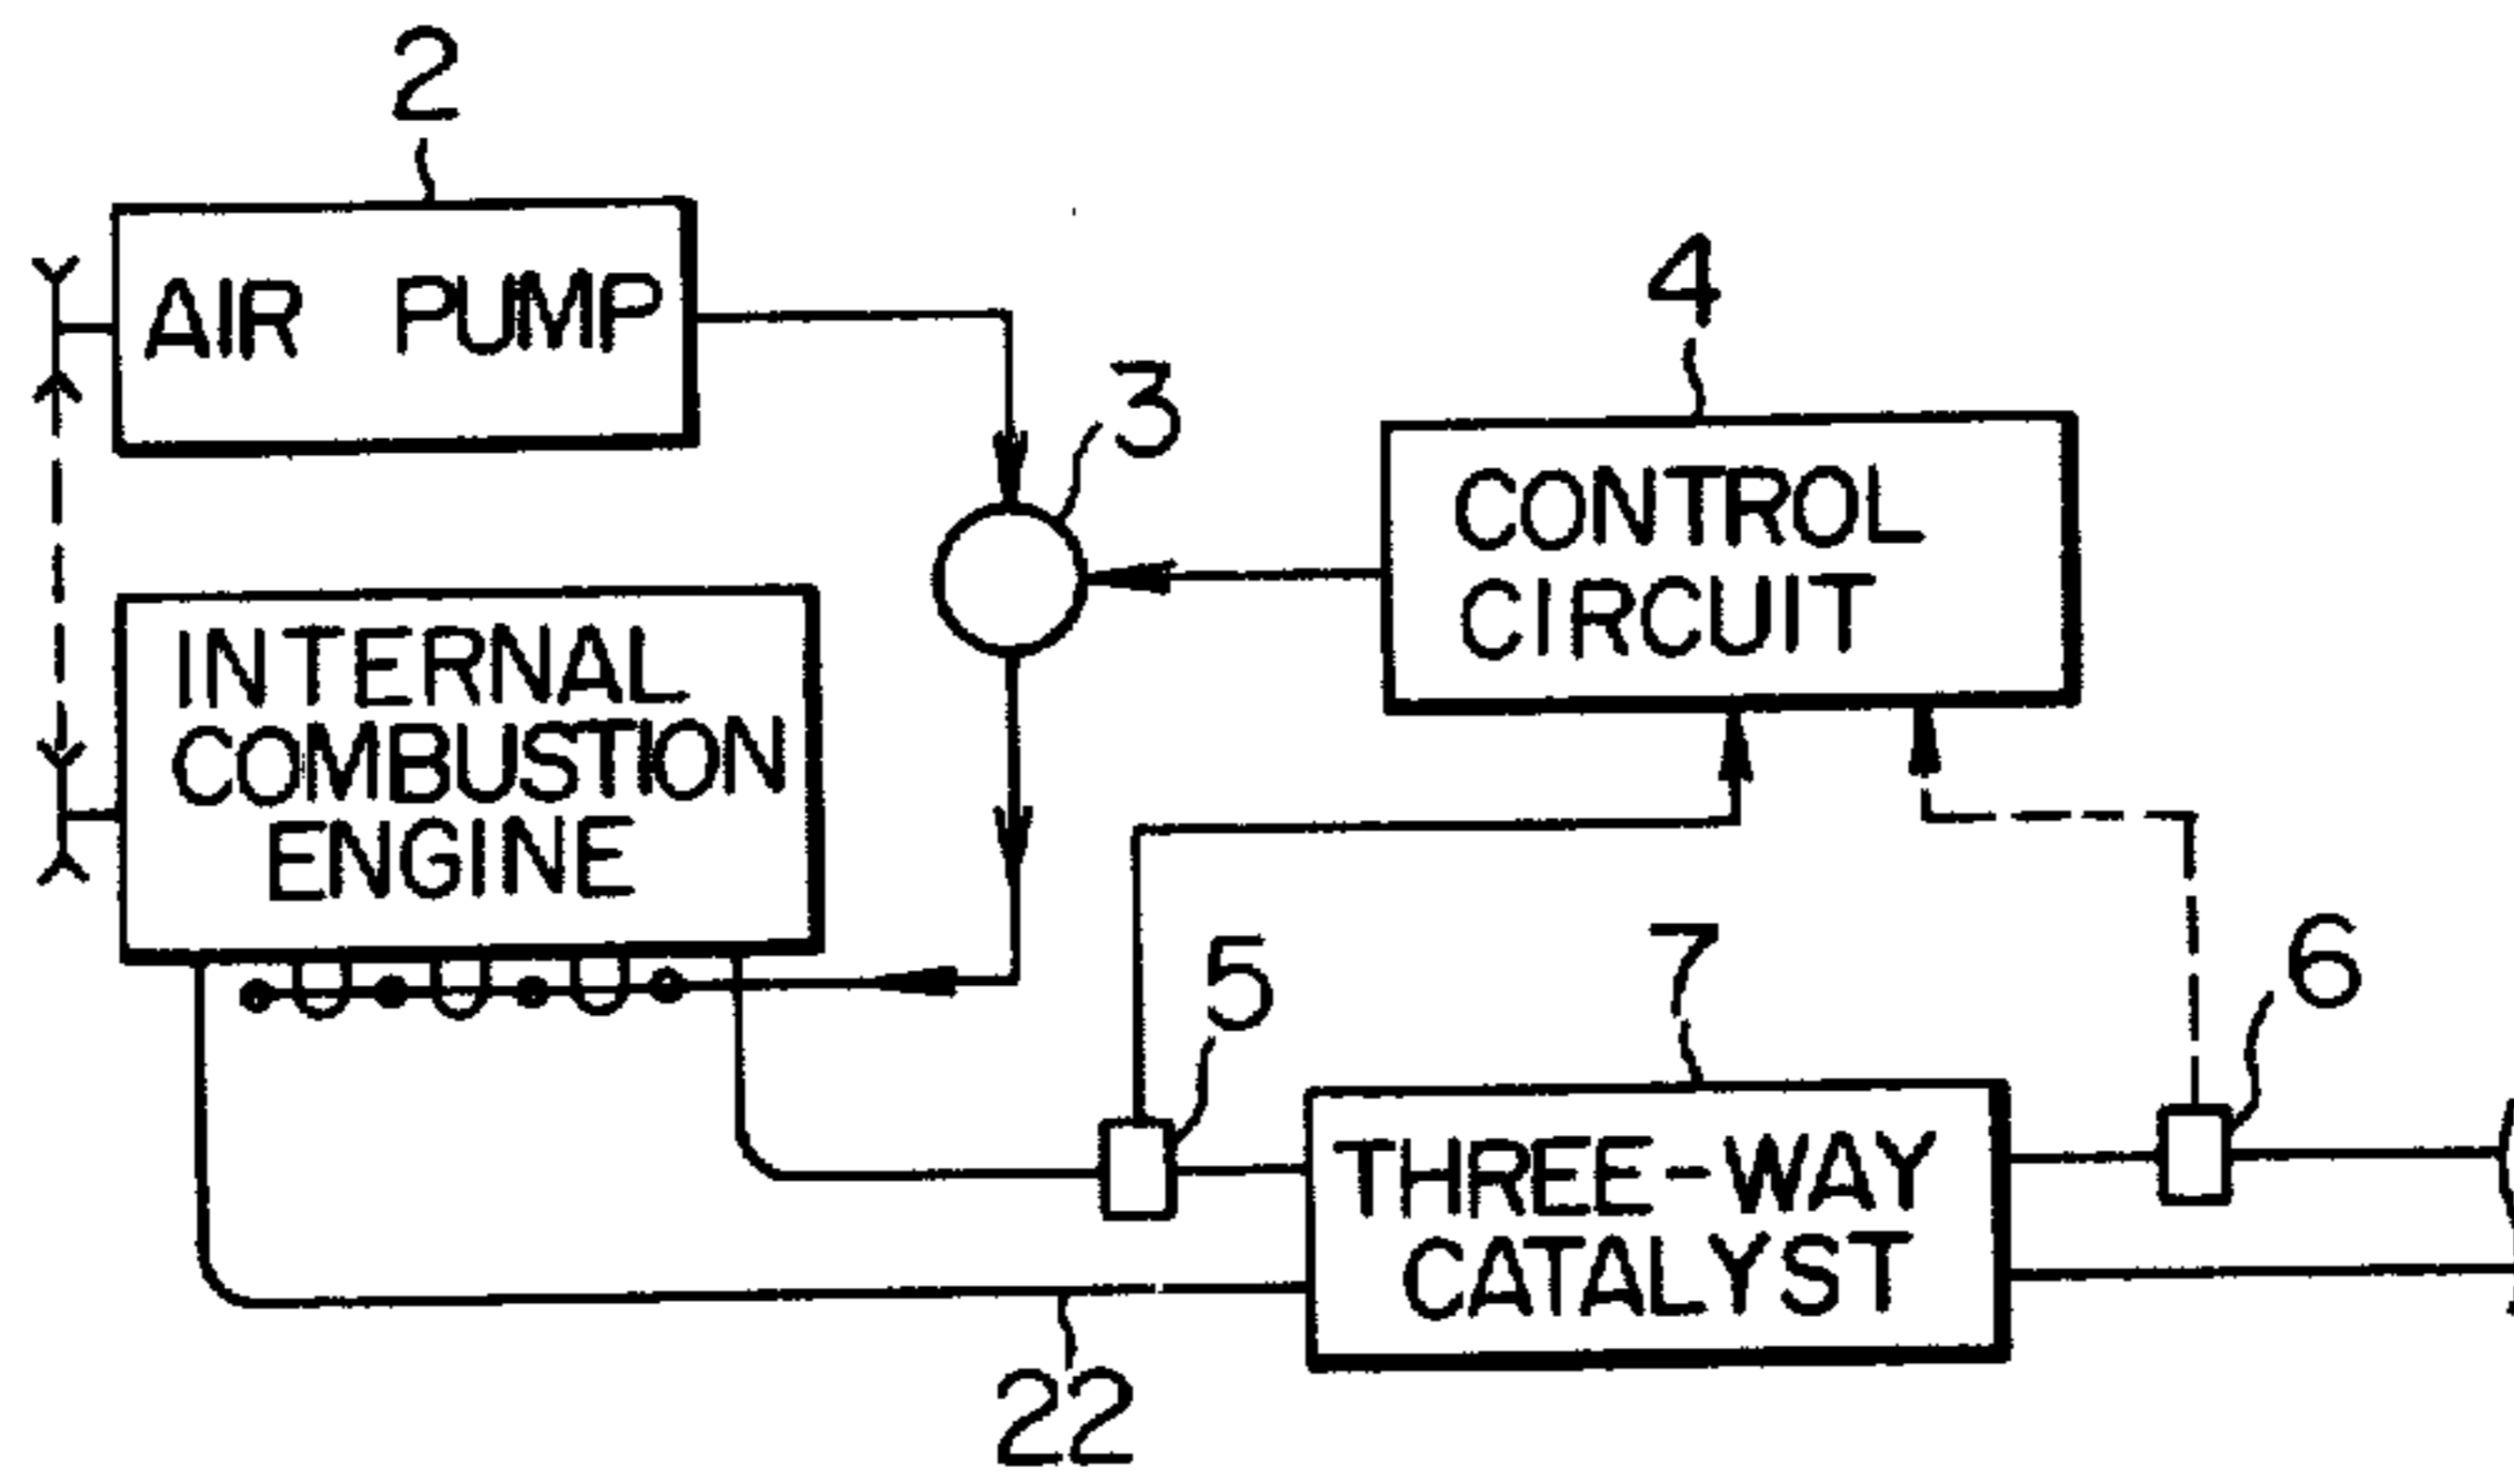 2
AIR PUMP
3
4
CONTROL
CIRCUIT
INTERNAL
COMBUSTION
ENGINE
5
7
6
THREE-WAY
CATALYST
22